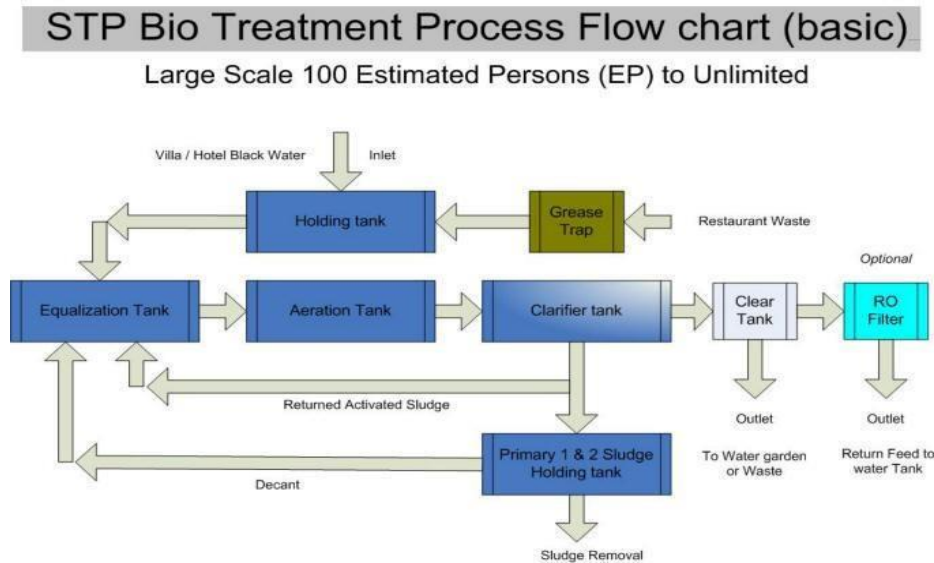 STP Bio Treatment Process Flow chart (basic)
Large Scale 100 Estimated Persons (EP) to Unlimited
Villa / Hotel Black Water
Inlet
Holding tank
Grease
Trap
Restaurant Waste
Optional
Equalization Tank
Aeration Tank
Clarifier tank
Clear
Tank
RO
Filter
Returned Activated Sludge
Outlet
Outlet
Primary 1 & 2 Sludge
Holding tank
To Water garden
or Waste
Return Feed to
water Tank
Decant
Sludge Removal